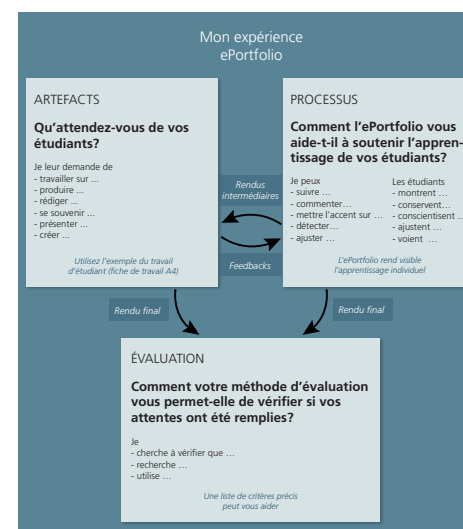 Mon expérience
ePortfolio
ARTEFACTS
Qu'attendez-vous de vos
étudiants?
Je leur demande de
- travailler sur …
- produire …
- rédiger …
- se souvenir …
- présenter …
- créer …
Utilisez l'exemple du travail
d'étudiant (fiche de travail A4)
Rendus
intermédiaires
Feedbacks
PROCESSUS
Comment l'ePortfolio vous
aide-t-il à soutenir l'appren-
tissage de vos étudiants?
Je peux
- suivre …
- commenter…
- mettre l'accent sur …
- détecter…
- ajuster …
Les étudiants
- montrent …
- conservent…
- conscientisent …
- ajustent …
- voient …
L'ePortfolio rend visible
l'apprentissage individuel
Rendu final
Rendu final
ÉVALUATION
Comment votre méthode d'évaluation
vous permet-elle de vérifier si vos
attentes ont été remplies?
Je
- cherche à vérifier que …
- recherche …
- utilise …
Une liste de critères précis
peut vous aider